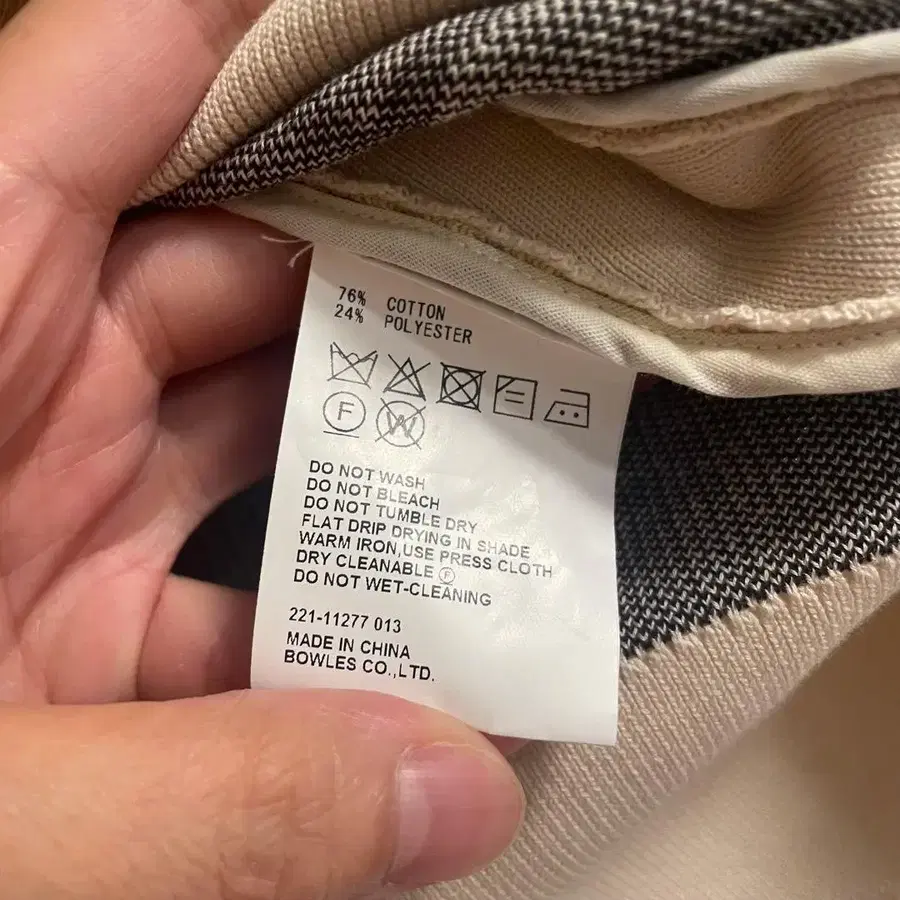 76% COTTON
24% POLYESTER
F W
DO NOT WASH
DO NOT BLEACH
DO NOT TUMBLE DRY
FLAT DRIP DRYING IN SHADE
WARM IRON,USE PRESS CLOTH
DRY CLEANABLE Ⓕ
DO NOT WET-CLEANING
221-11277 013
MADE IN CHINA
BOWLES CO.,LTD.